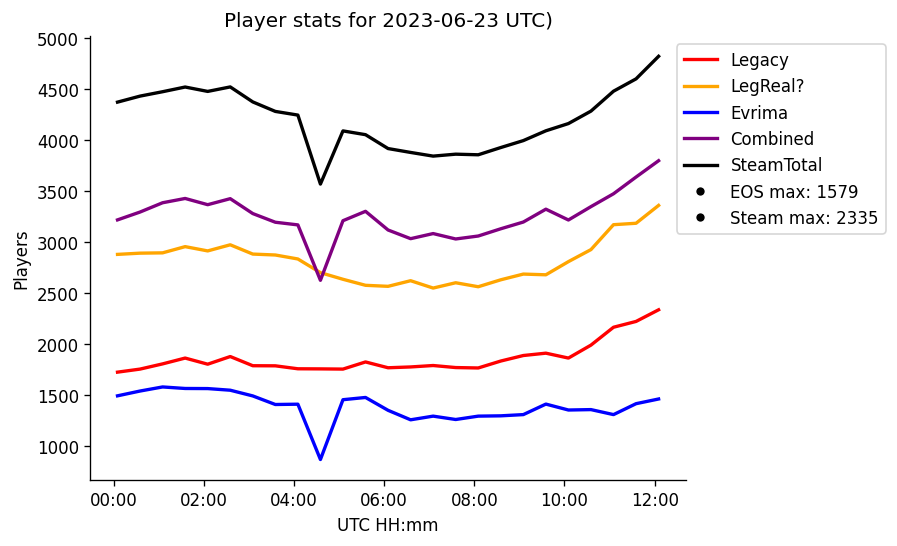 Player stats for 2023-06-23 UTC)
5000
4500
4000
3500
3000
2500
2000
1500
1000
Players
00:00 02:00 04:00 06:00 08:00 10:00 12:00
UTC HH:mm
Legacy
LegReal?
Evrima
Combined
SteamTotal
EOS max: 1579
Steam max: 2335